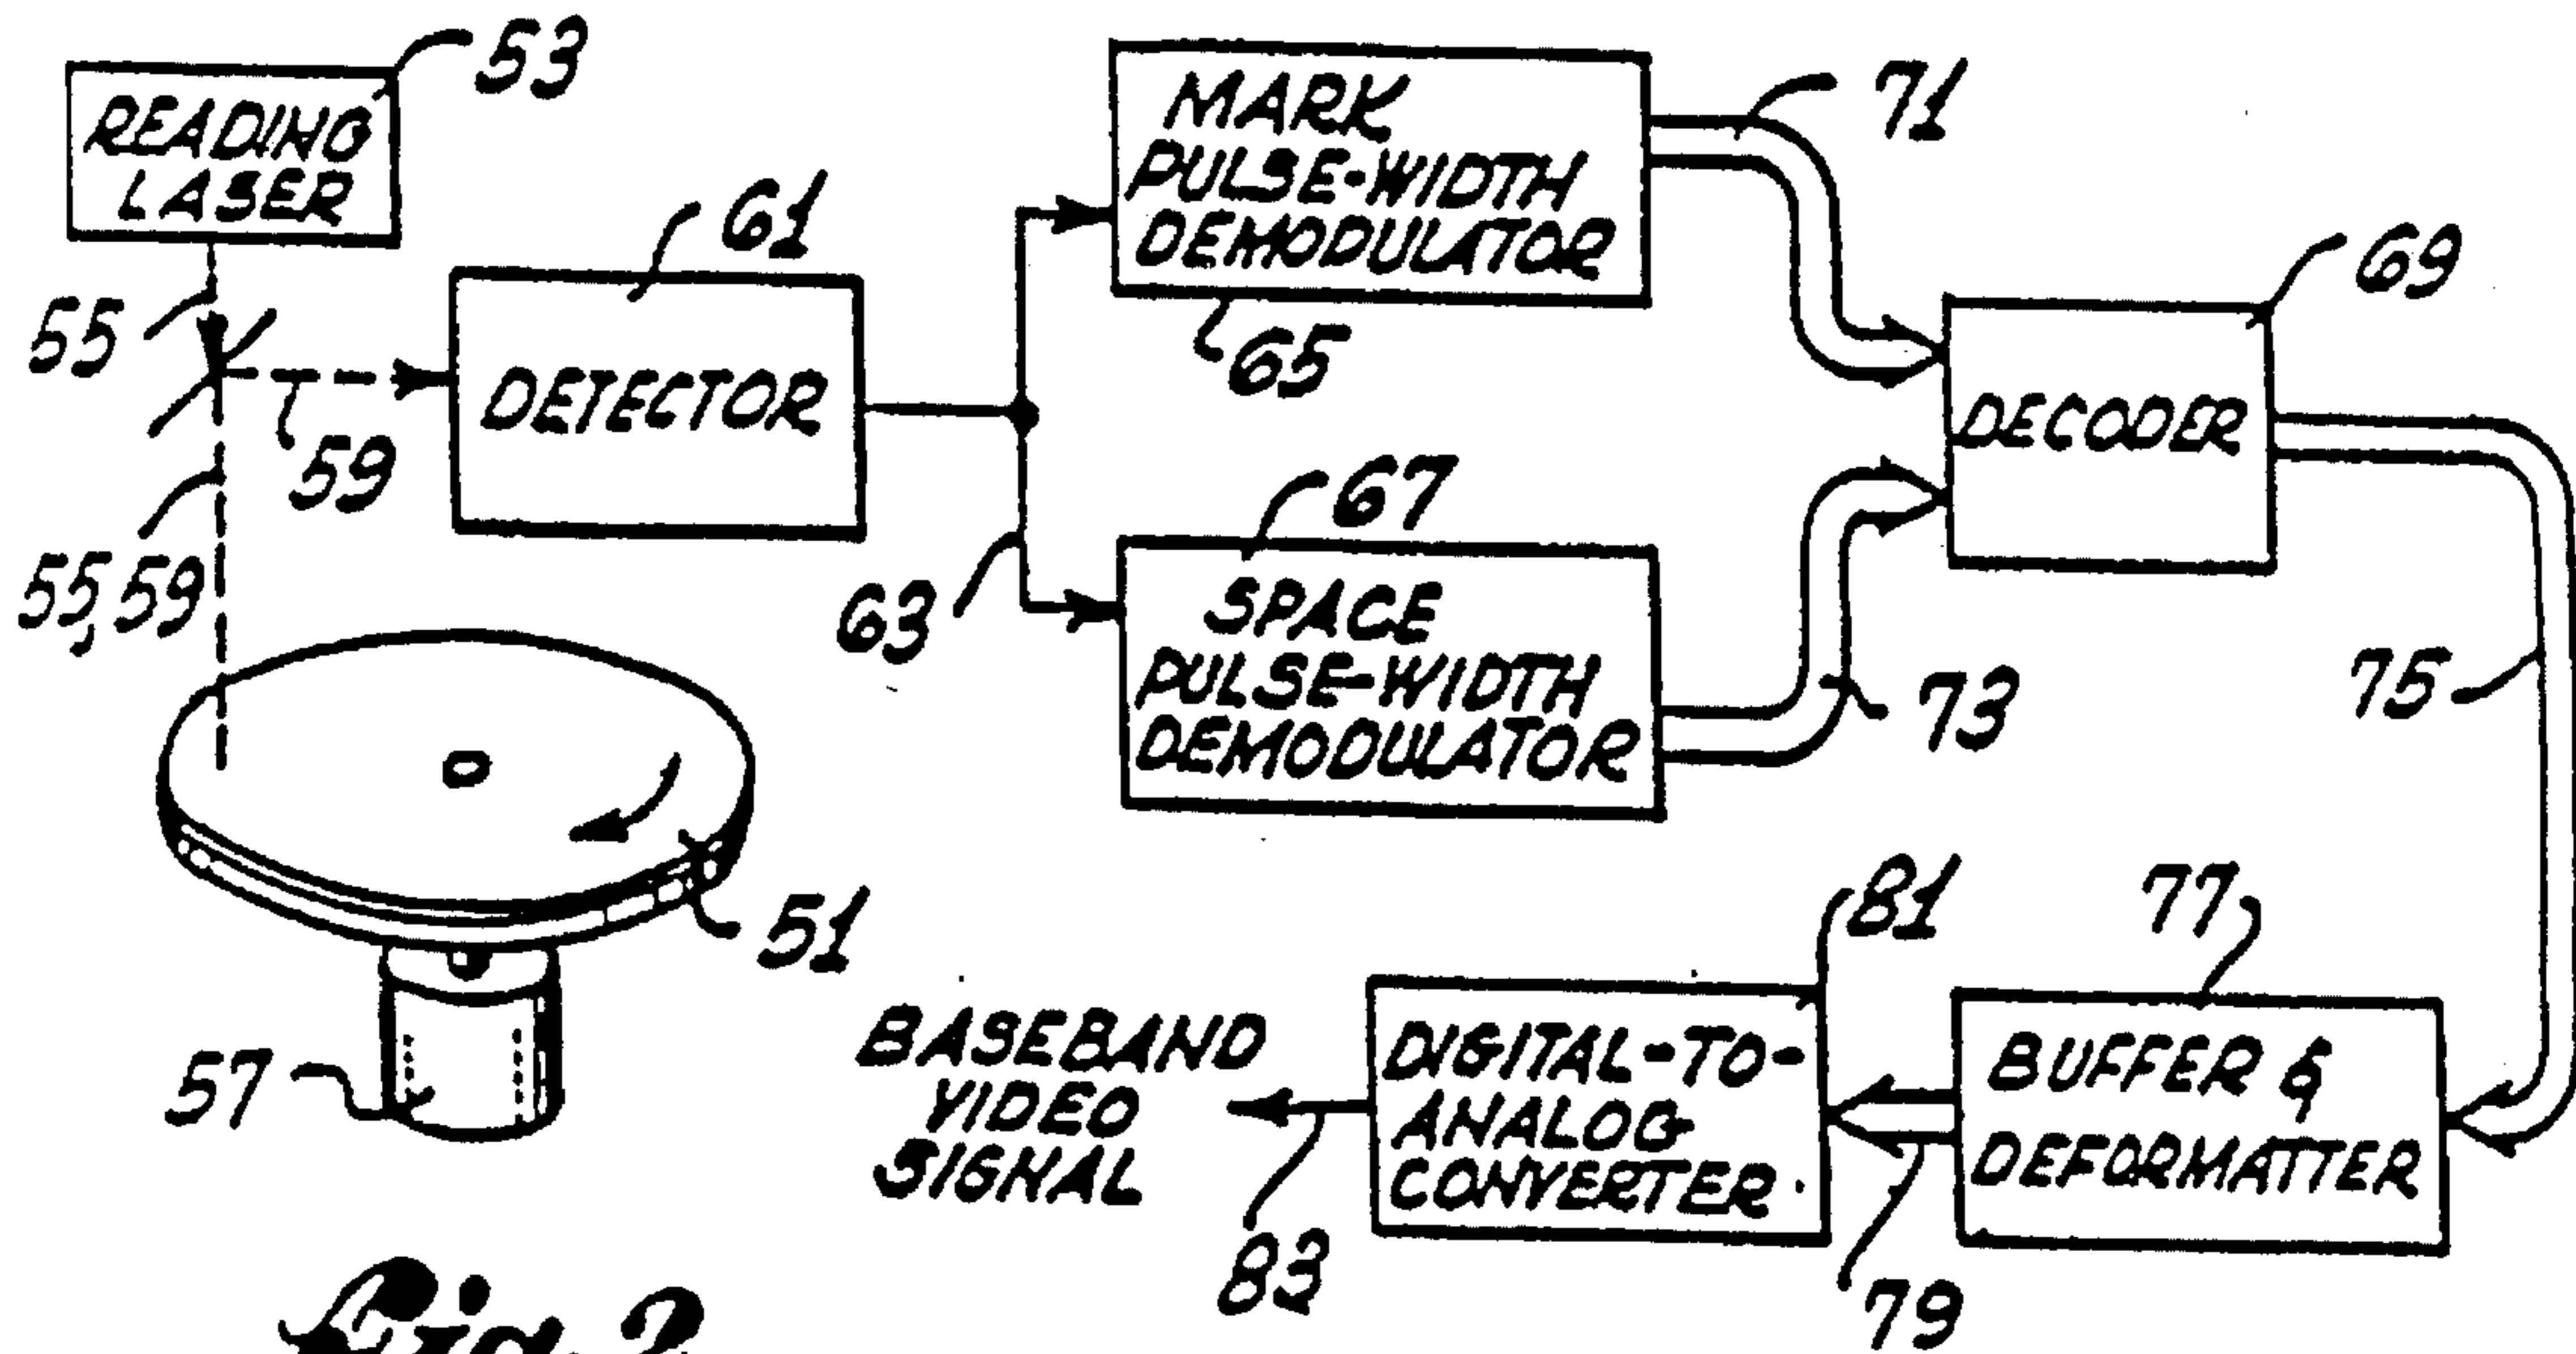 53
READING
LASER
55
59
55,59
61
DETECTOR
63
MARK
PULSE-WIDTH
DEMODULATOR
65
71
67
SPACE
PULSE-WIDTH
DEMODULATOR
73
69
DECODER
75
51
57
77
BUFFER &
DEFORMATTER
79
81
DIGITAL-TO-
ANALOG
CONVERTER
83
BASEBAND
VIDEO
SIGNAL
Fig. 2